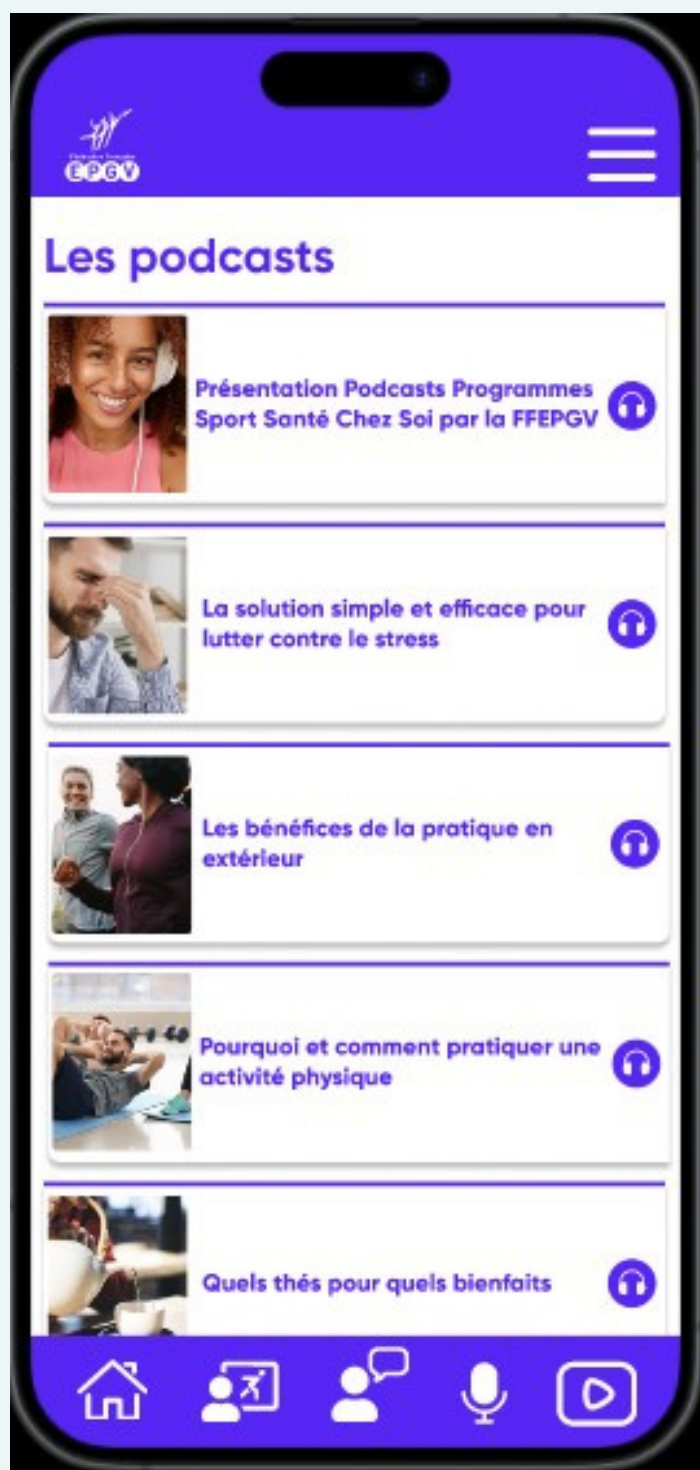 EPGV
Les podcasts
Présentation Podcasts Programmes
Sport Santé Chez Soi par la FFEPGV
La solution simple et efficace pour
lutter contre le stress
Les bénéfices de la pratique en
extérieur
Pourquoi et comment pratiquer une
activité physique
Quels thés pour quels bienfaits